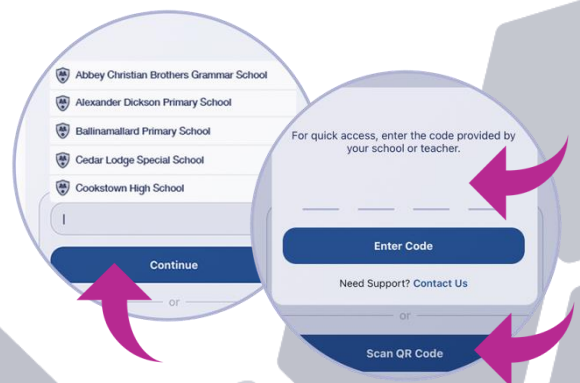 Abbey Christian Brothers Grammar School
Alexander Dickson Primary School
Ballinamallard Primary School
Cedar Lodge Special School
Cookstown High School
Continue
or
For quick access, enter the code provided by
your school or teacher.
Enter Code
Need Support? Contact Us
or
Scan QR Code